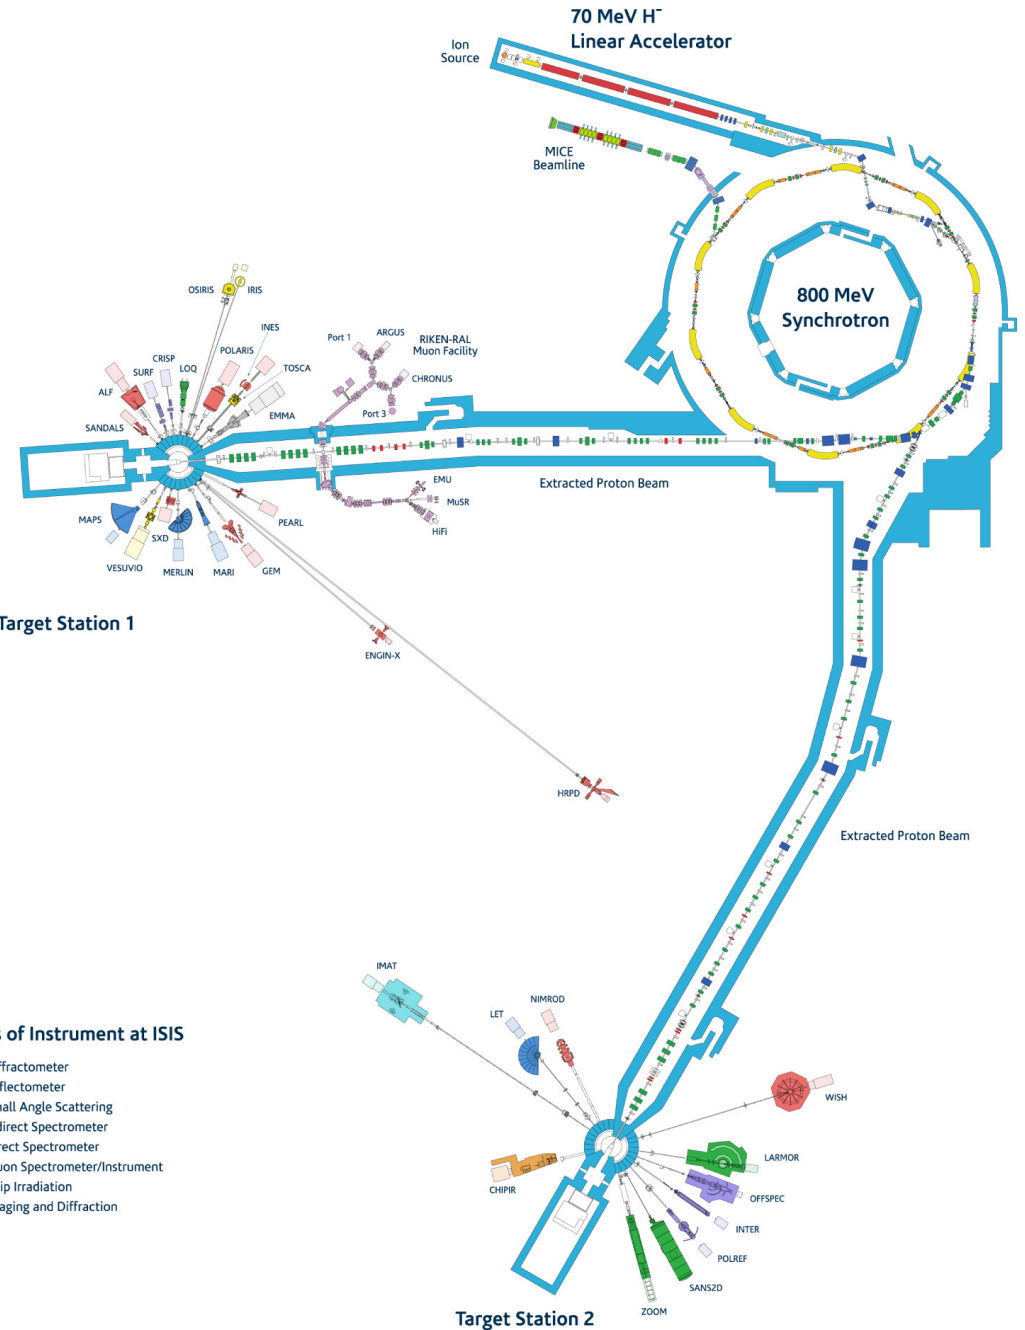 70 MeV H⁻
Linear Accelerator
Ion
Source
MICE
Beamline
800 MeV
Synchrotron
OSIRIS
IRIS
INES
POLARIS
TOSCA
CRISP
SURF
LOQ
ALF
SANDALS
EMMA
Port 1
ARGUS
RIKEN-RAL
Muon Facility
CHRONUS
Port 3
Extracted Proton Beam
EMU
MuSR
HiFi
PEARL
MAPS
SXD
VESUVIO
MERLIN
MARI
GEM
Target Station 1
ENGIN-X
HRPD
Extracted Proton Beam
IMAT
NIMROD
LET
WISH
LARMOR
OFFSPEC
INTER
POLREF
SANS2D
ZOOM
CHIPIR
Target Station 2
s of Instrument at ISIS
ffractometer
flectometer
nall Angle Scattering
direct Spectrometer
rect Spectrometer
uon Spectrometer/Instrument
ip Irradiation
aging and Diffraction